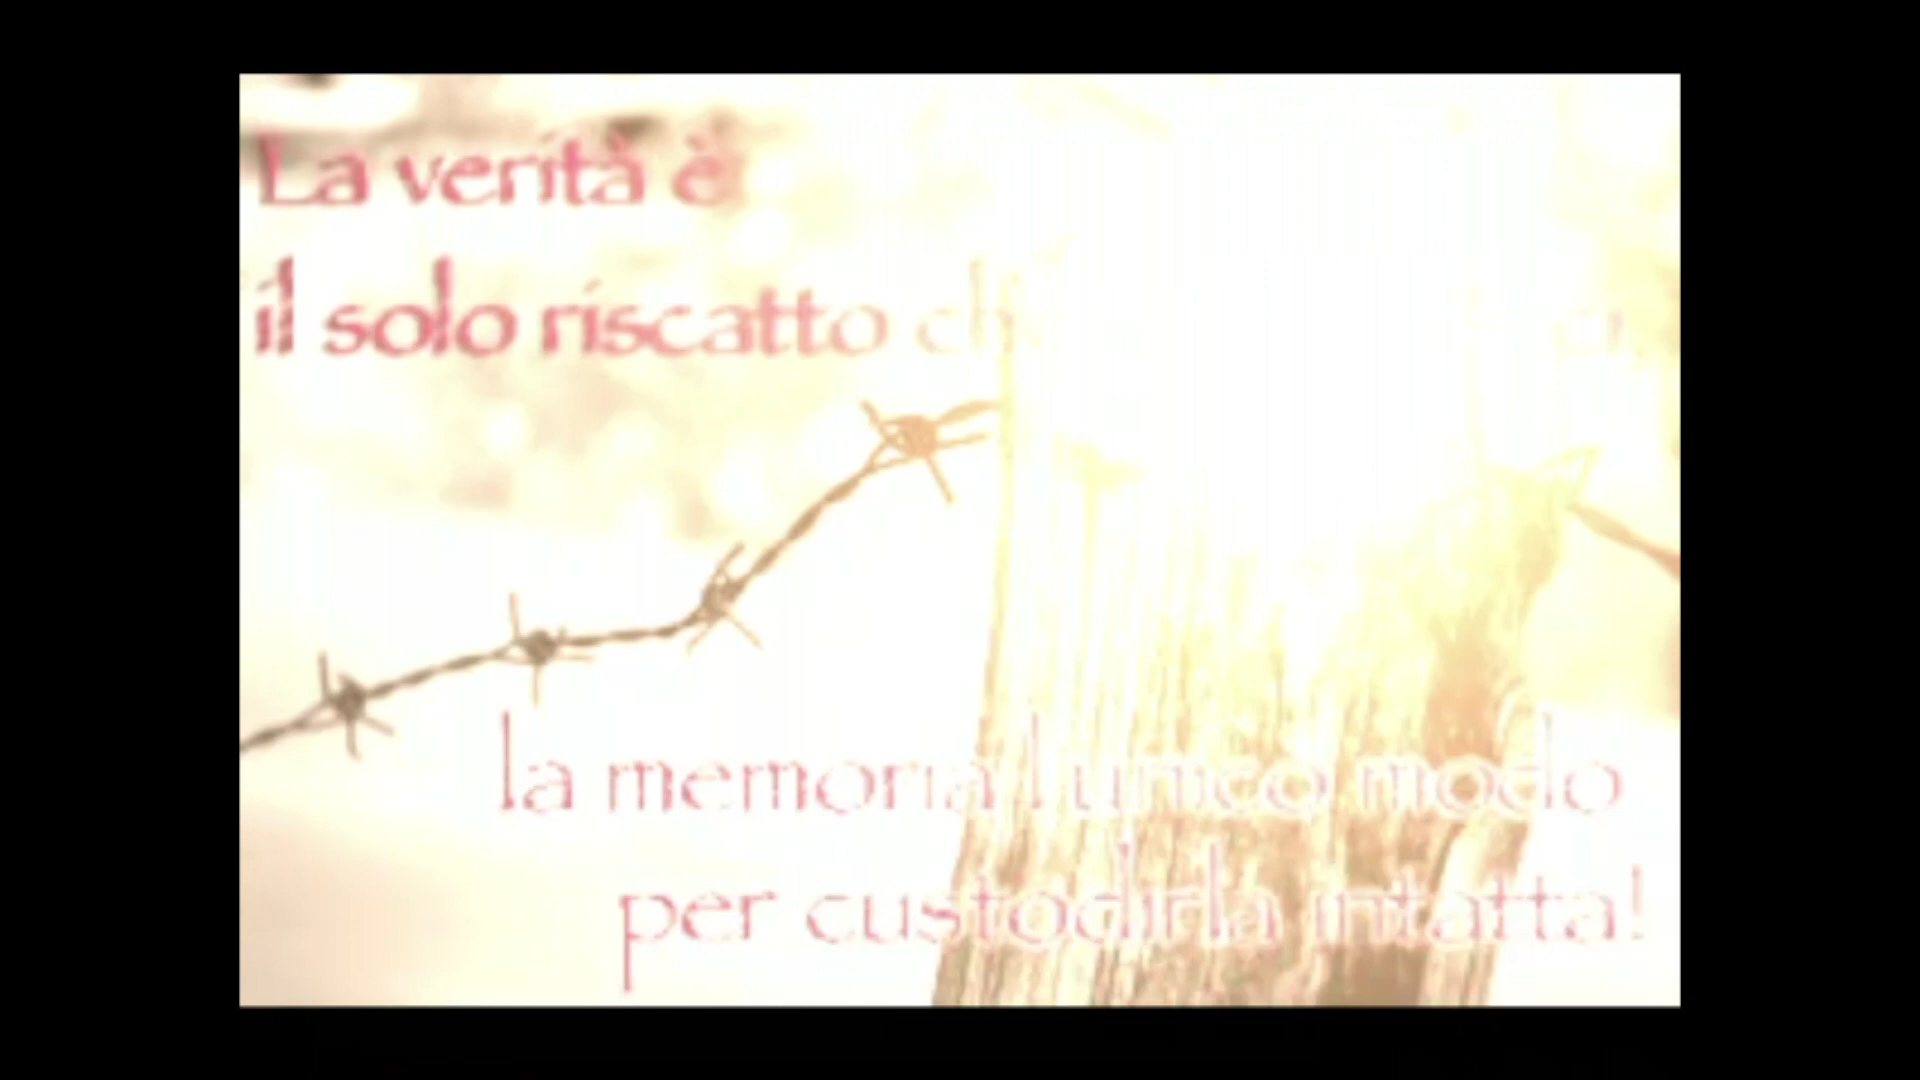 La verità è
il solo riscatto
la memoria l'unico modo
per custodirla intatta!